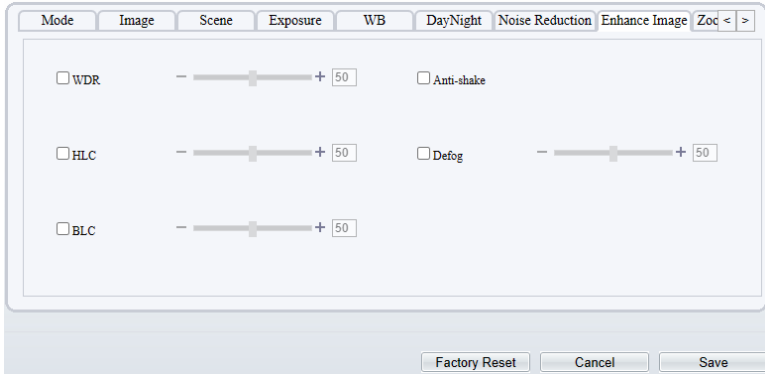 Mode Image Scene Exposure WB DayNight Noise Reduction Enhance Image < >
WDR - + 50 Anti-shake
HLC - + 50 Defog - + 50
BLC - + 50
Factory Reset Cancel Save